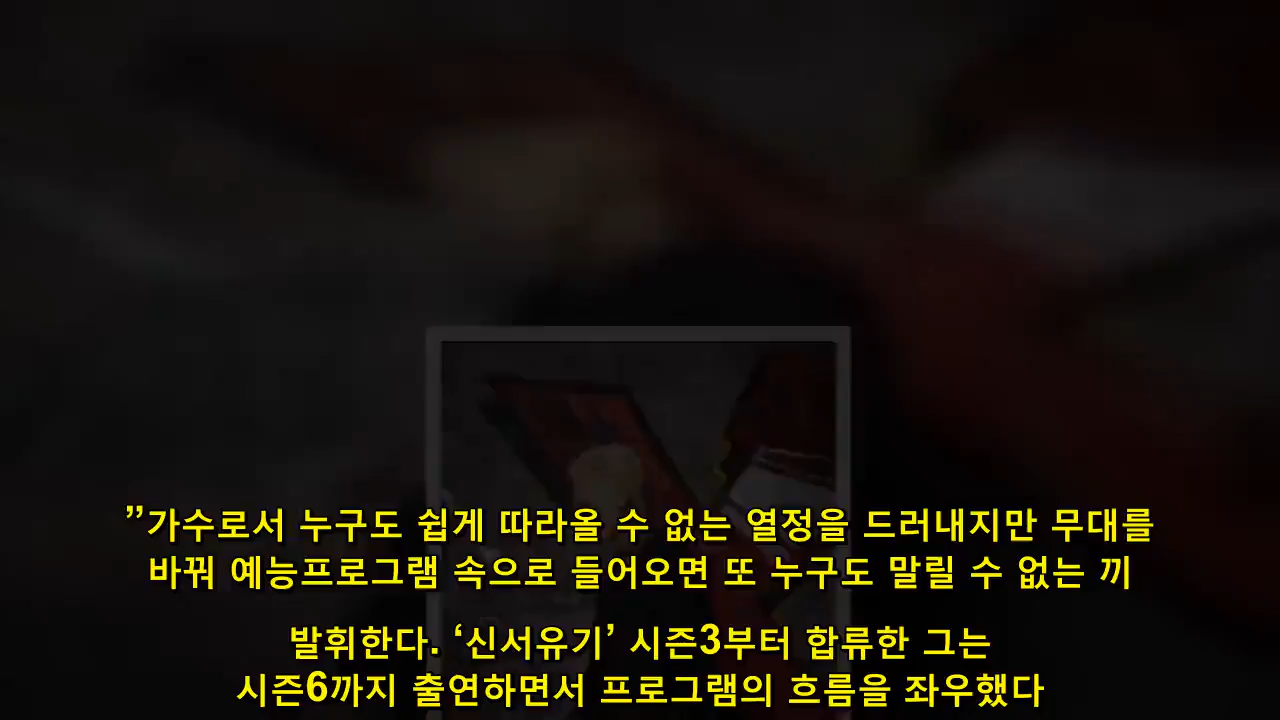 ”가수로서 누구도 쉽게 따라올 수 없는 열정을 드러내지만 무대를
바꿔 예능프로그램 속으로 들어오면 또 누구도 말릴 수 없는 끼
발휘한다. ‘신서유기’ 시즌3부터 합류한 그는
시즌6까지 출연하면서 프로그램의 흐름을 좌우했다